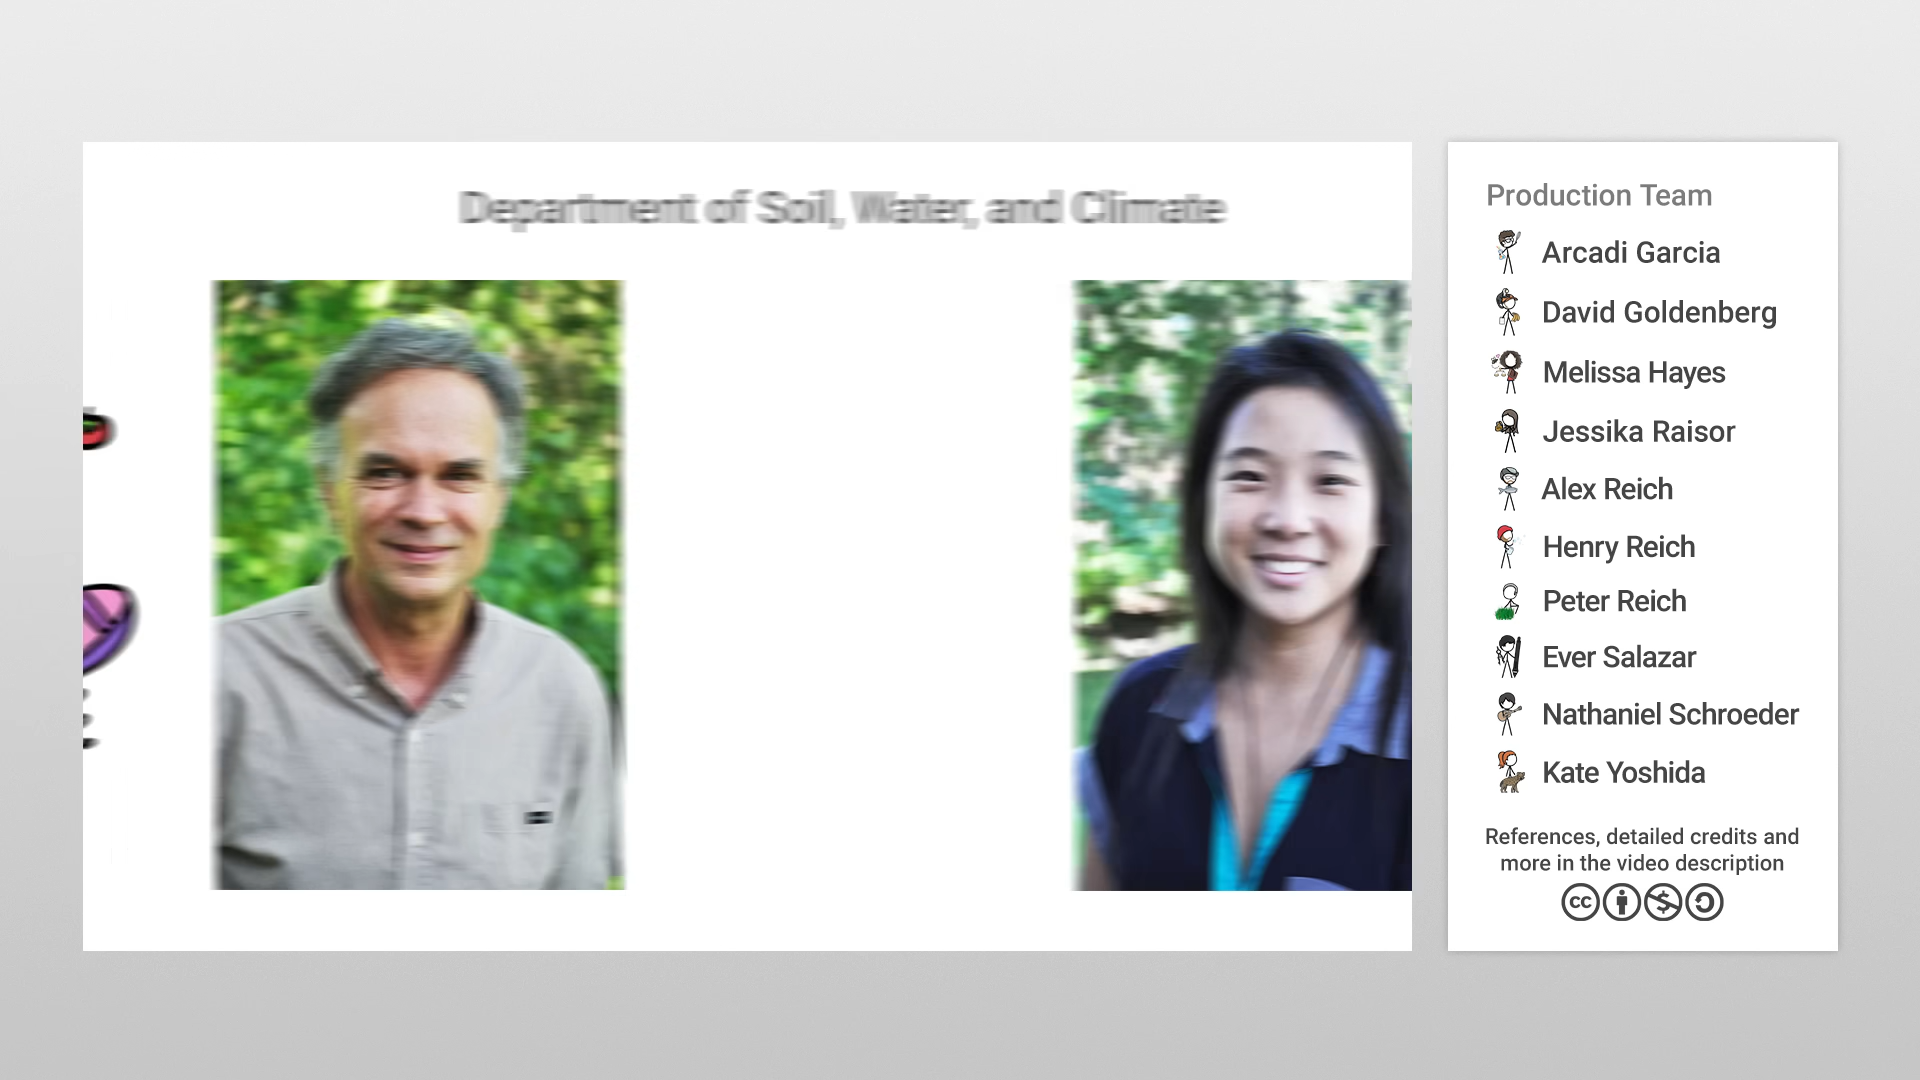 Department of Soil, Water, and Climate
Production Team
Arcadi Garcia
David Goldenberg
Melissa Hayes
Jessika Raisor
Alex Reich
Henry Reich
Peter Reich
Ever Salazar
Nathaniel Schroeder
Kate Yoshida
References, detailed credits and
more in the video description
cc